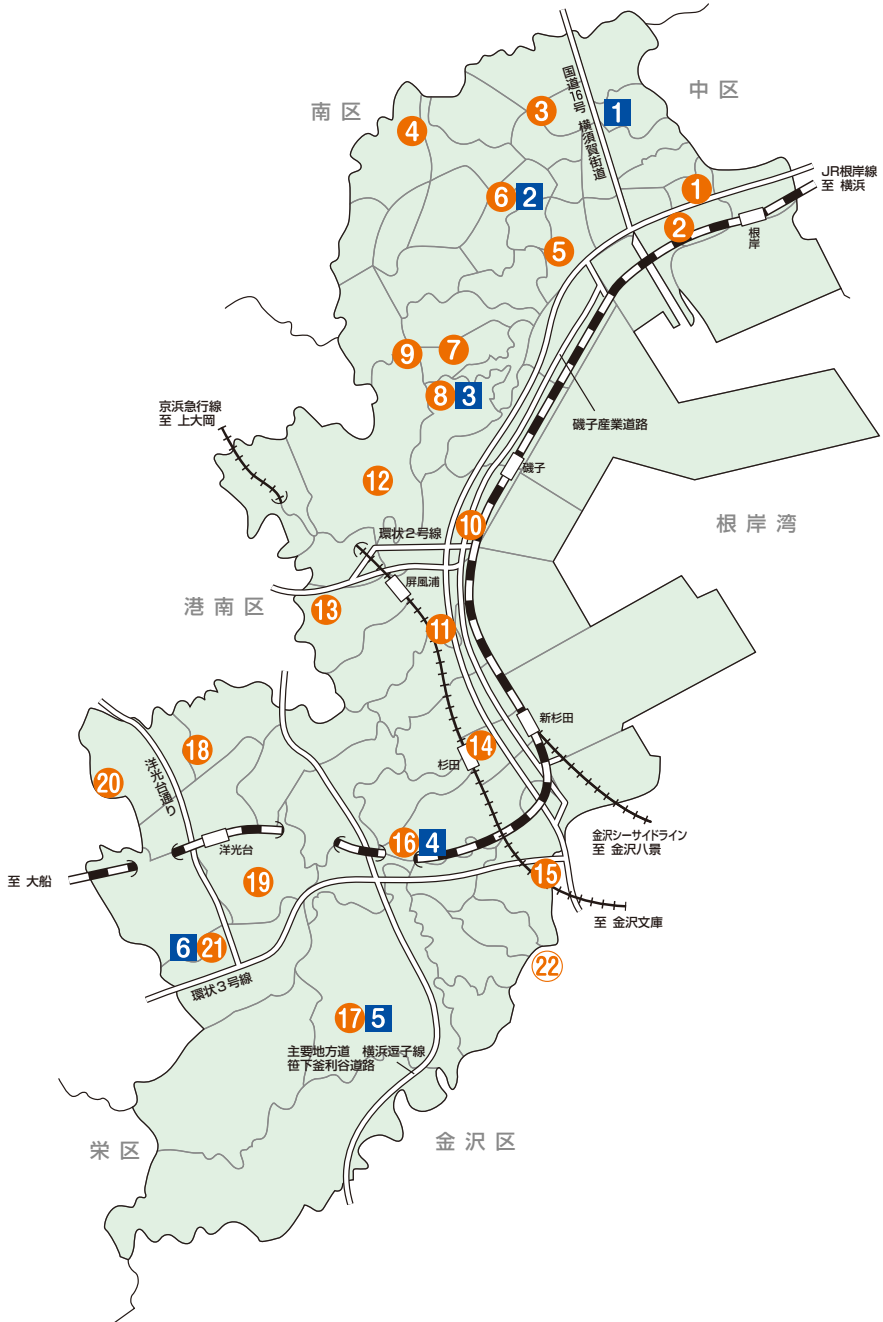 国道16号 横須賀街道
中区
南区
3
1
4
JR根岸線
至 横浜
1
6
2
2
根岸
5
9
7
8
3
京浜急行線
至 上大岡
磯子産業道路
磯子
12
10
根岸湾
環状2号線
屏風浦
港南区
13
11
新杉田
14
杉田
18
洋光台通り
20
金沢シーサイドライン
至 金沢八景
16
4
洋光台
至 大船
19
15
至 金沢文庫
6
21
22
環状3号線
17
5
主要地方道 横浜逗子線
笹下釜利谷道路
金沢区
栄区